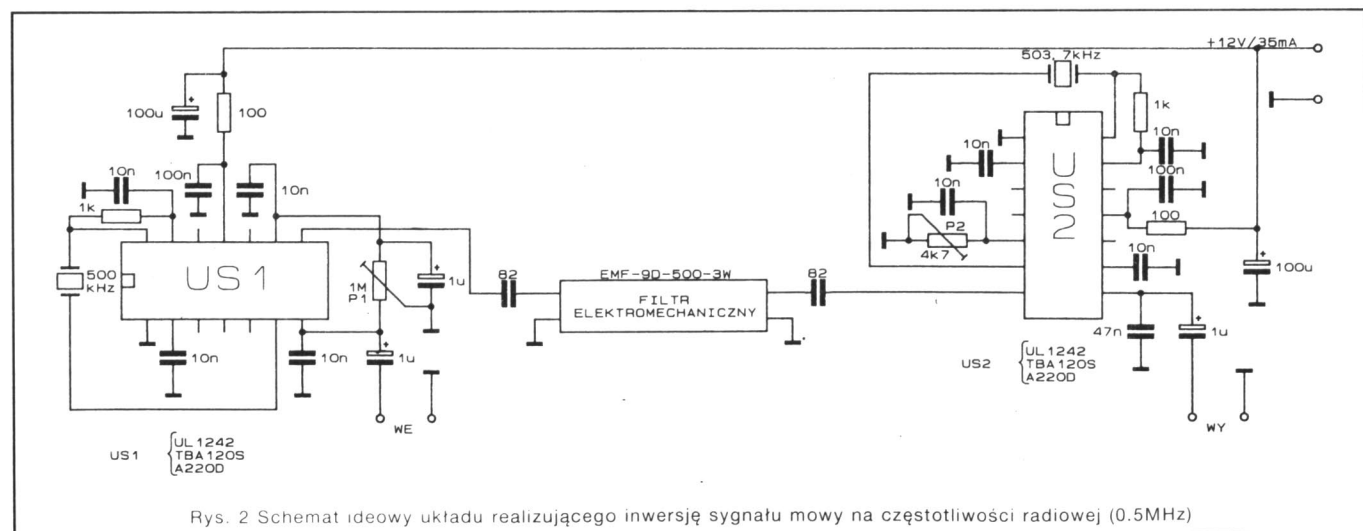 +12V/35mA
503,7kHz
100u
100
1k
10n
10n
100n
10n
100n
10n
10n
1k
P2
100
4k7
10n
100u
500
kHz
US1
1M
P1
1u
82
EMF-9D-500-3W
FILTR
ELEKTROMECHANICZNY
82
US2
10n
10n
1u
47n
1u
US2
UL1242
TBA120S
A220D
WE
WY
US1
UL1242
TBA120S
A220D
Rys. 2 Schemat ideowy układu realizującego inwersję sygnału mowy na częstotliwości radiowej (0.5MHz)